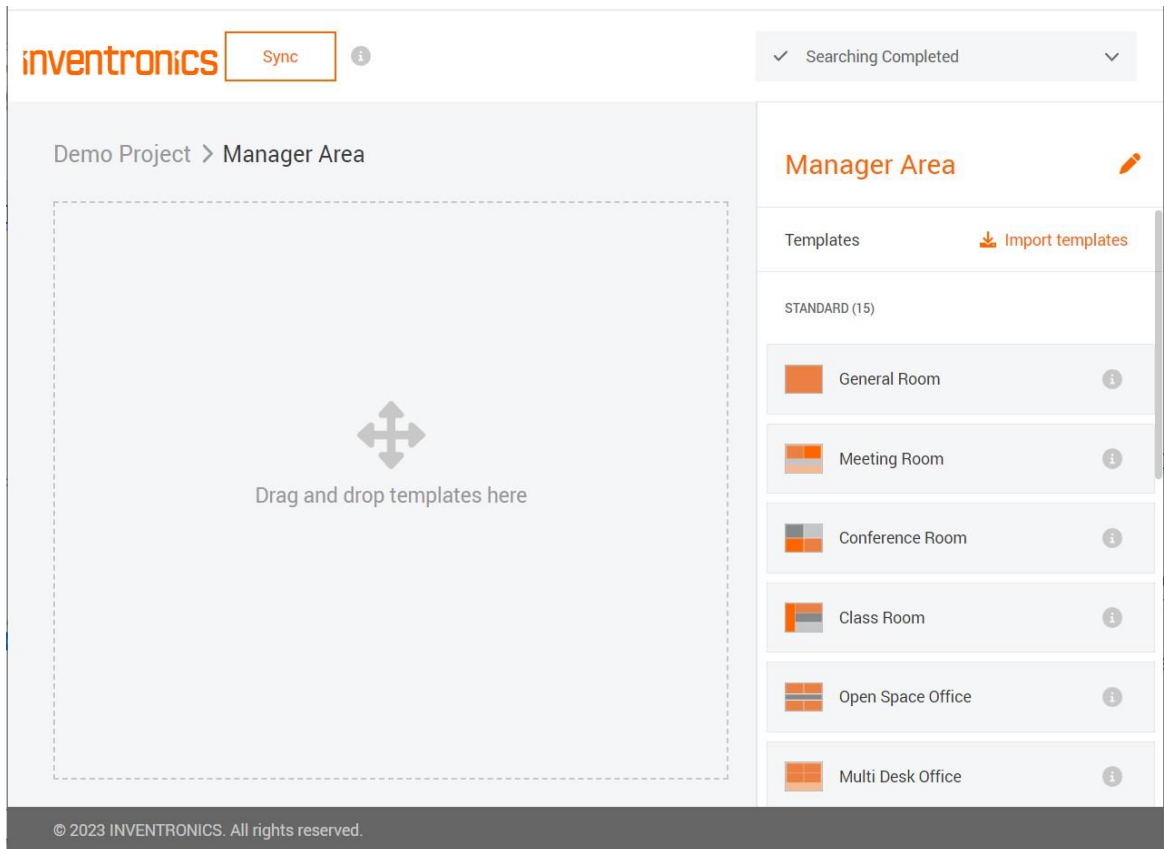 inventronics
Sync
Searching Completed
Demo Project > Manager Area
Drag and drop templates here
Manager Area
Templates
Import templates
STANDARD (15)
General Room
Meeting Room
Conference Room
Class Room
Open Space Office
Multi Desk Office
© 2023 INVENTRONICS. All rights reserved.